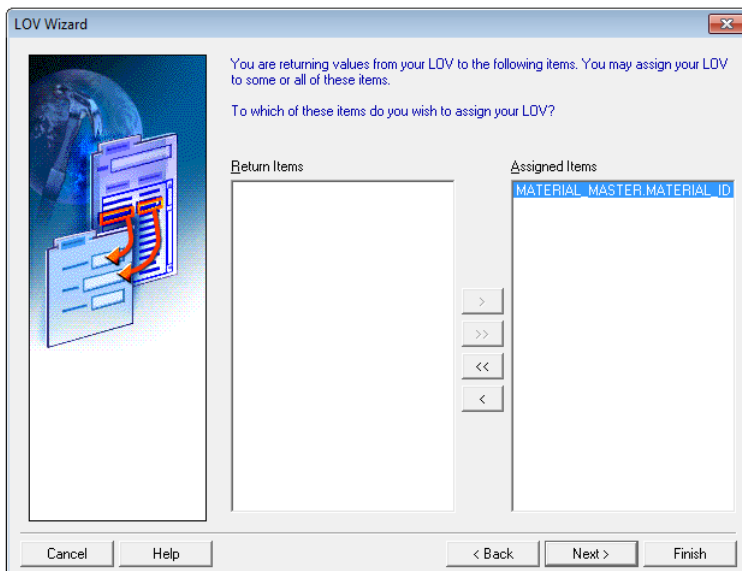 LOV Wizard
You are returning values from your LOV to the following items. You may assign your LOV
to some or all of these items.
To which of these items do you wish to assign your LOV?
Return Items
Assigned Items
MATERIAL_MASTER.MATERIAL_ID
>
>>
<<
<
Cancel
Help
< Back
Next >
Finish